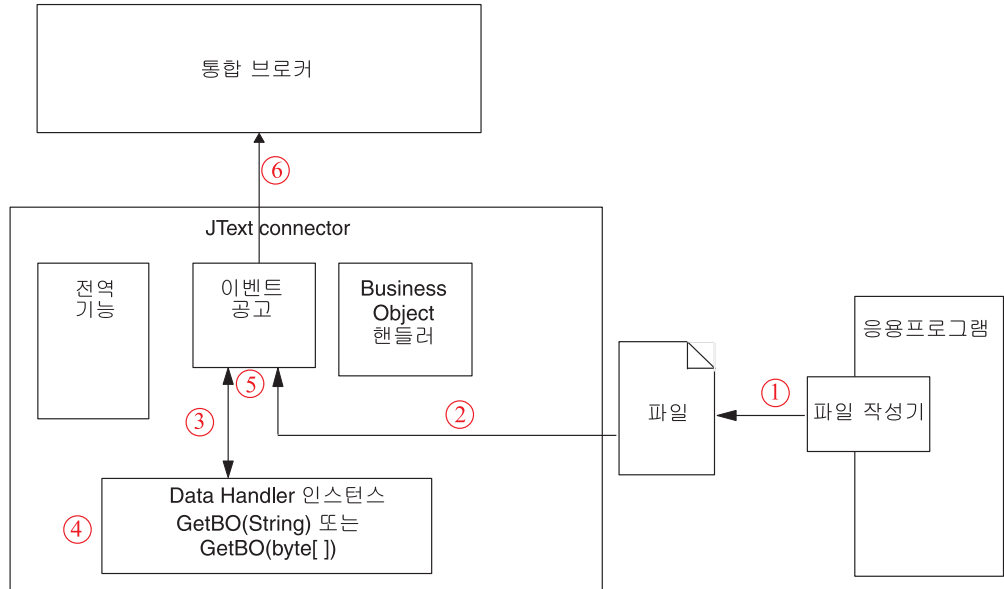 통합 브로커
⑥
JText connector
전역
기능
이벤트
공고
Business
Object
핸들러
응용프로그램
⑤
①
파일
파일 작성기
③
②
Data Handler 인스턴스
GetBO(String) 또는
GetBO(byte[ ])
④